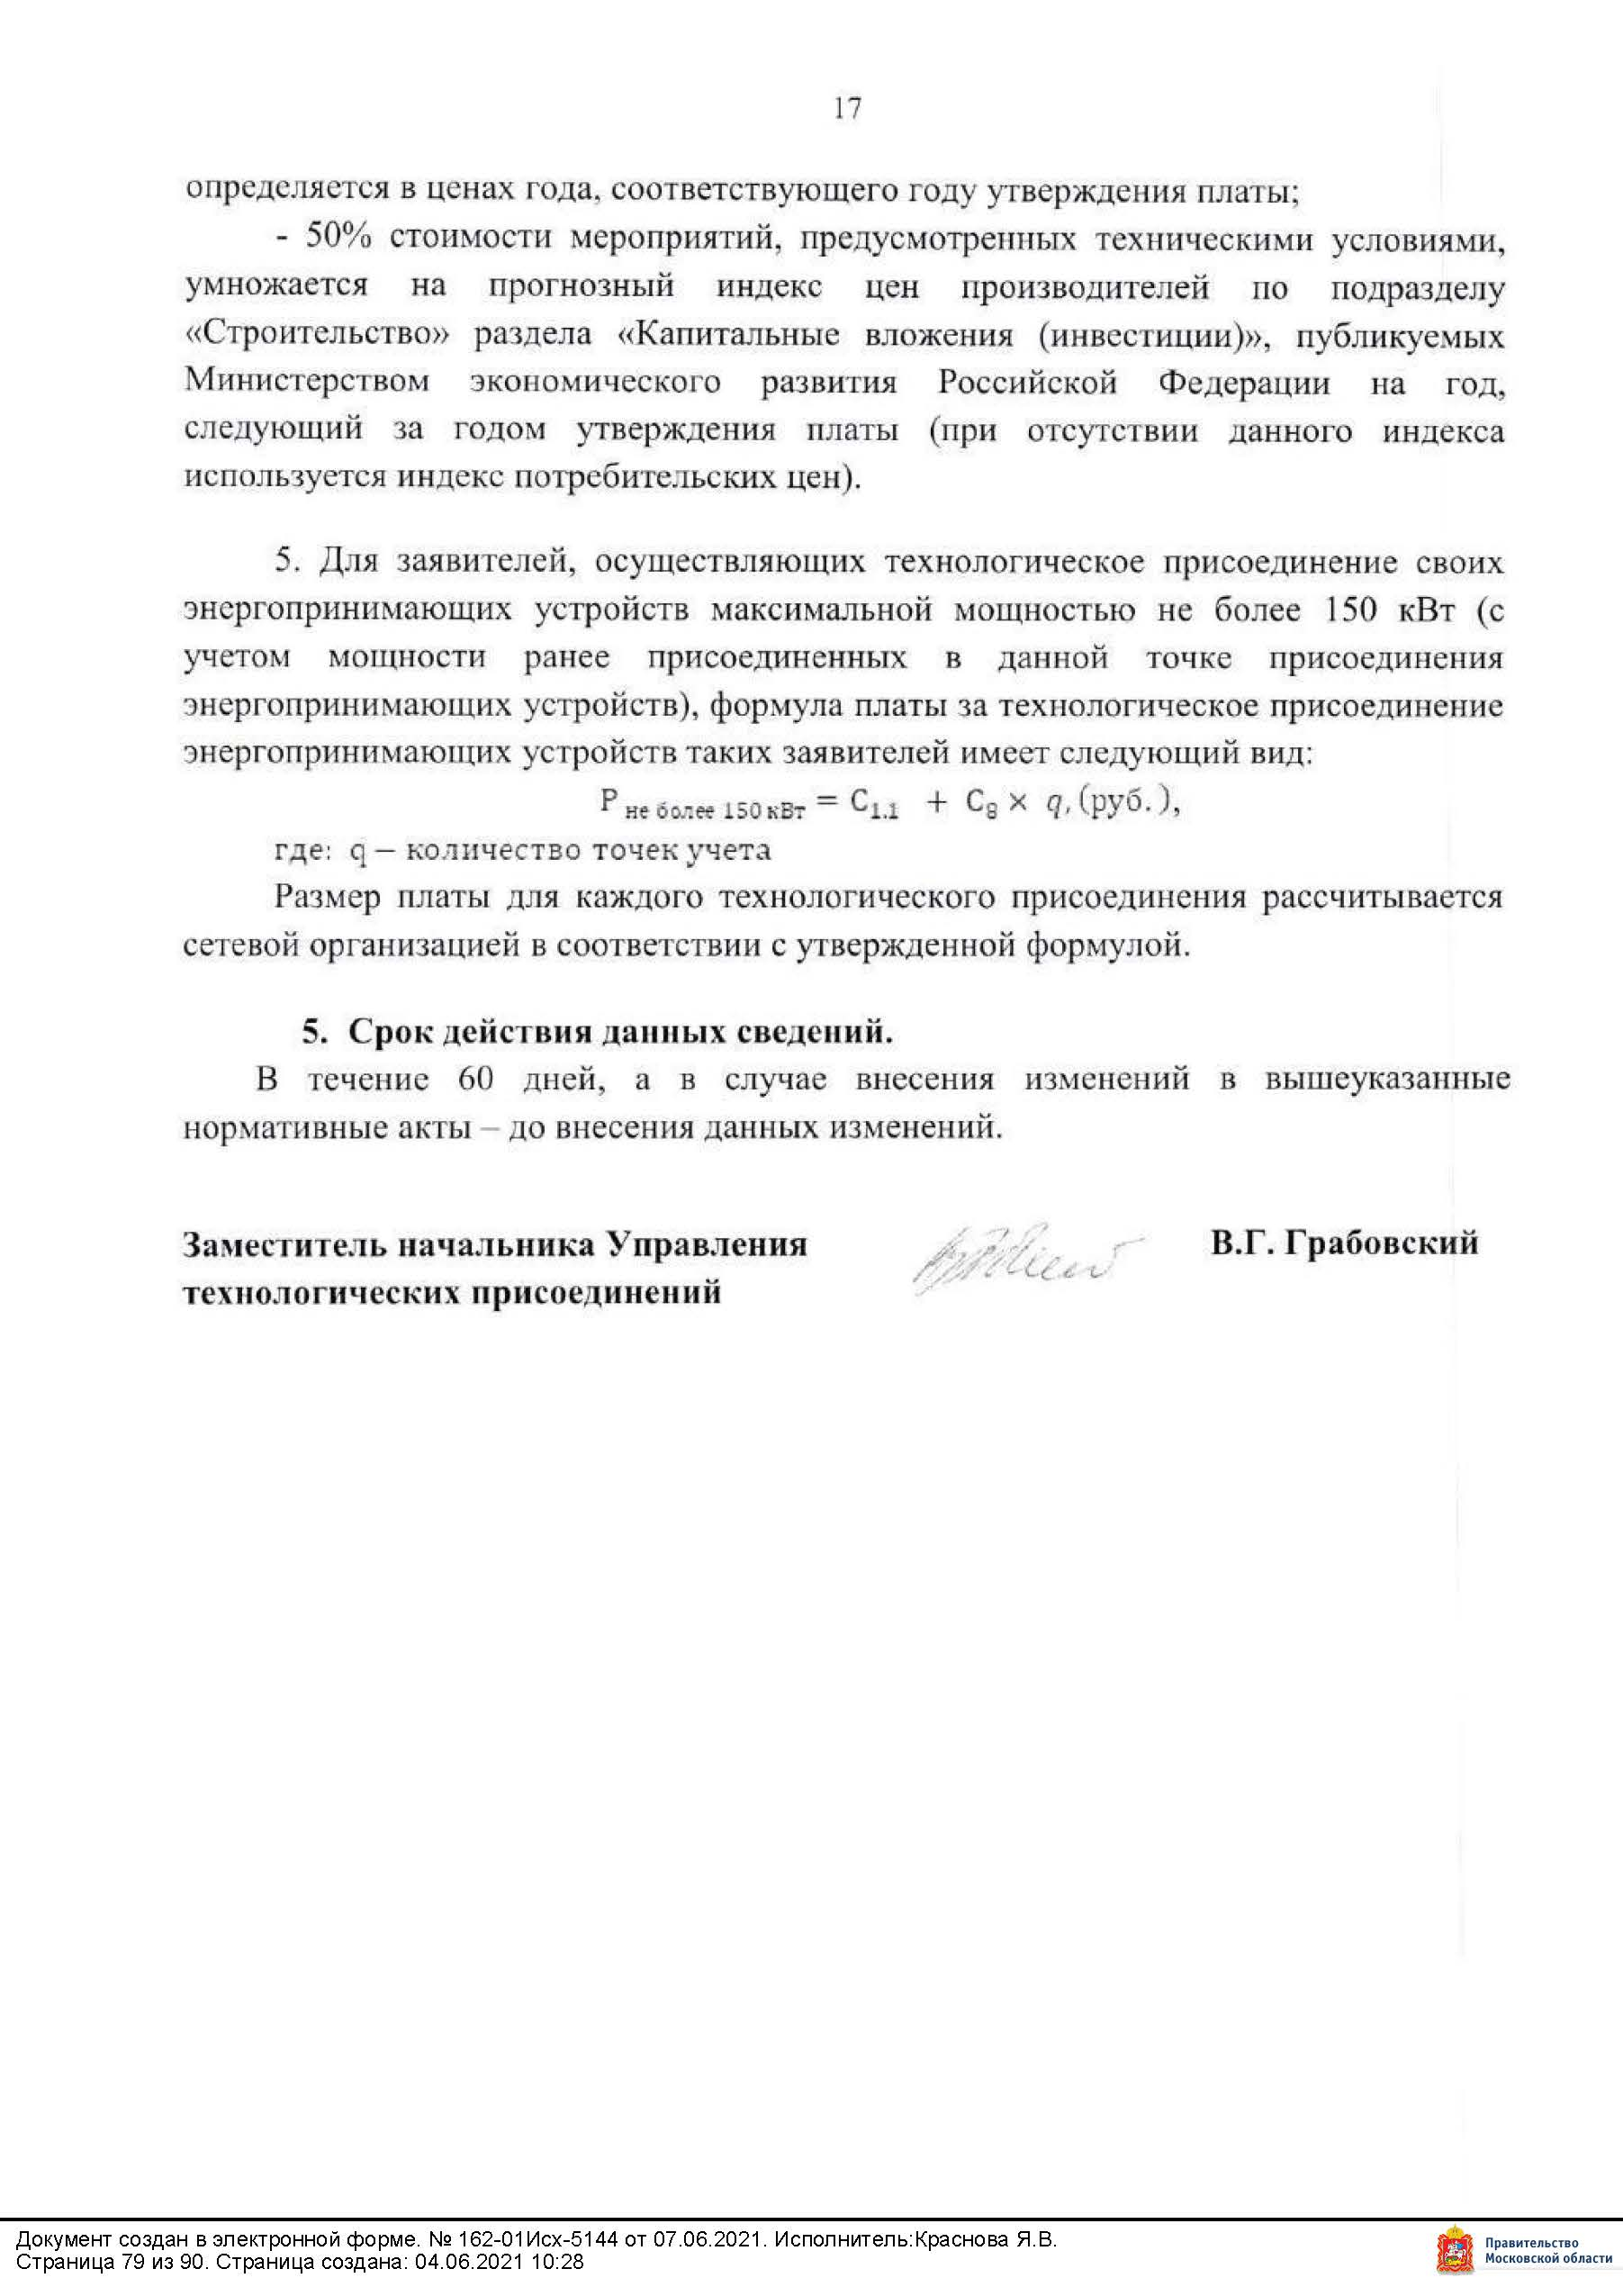 17
определяется в ценах года, соответствующего году утверждения платы;
- 50% стоимости мероприятий, предусмотренных техническими условиями,
умножается на прогнозный индекс цен производителей по подразделу
«Строительство» раздела «Капитальные вложения (инвестиции)», публикуемых
Министерством экономического развития Российской Федерации на год,
следующий за годом утверждения платы (при отсутствии данного индекса
используется индекс потребительских цен).
5. Для заявителей, осуществляющих технологическое присоединение своих
энергопринимающих устройств максимальной мощностью не более 150 кВт (с
учетом мощности ранее присоединенных в данной точке присоединения
энергопринимающих устройств), формула платы за технологическое присоединение
энергопринимающих устройств таких заявителей имеет следующий вид:
P не более 150 кВт = C1.1 + C8 × q, (руб.),
где: q – количество точек учета
Размер платы для каждого технологического присоединения рассчитывается
сетевой организацией в соответствии с утвержденной формулой.
5. Срок действия данных сведений.
В течение 60 дней, а в случае внесения изменений в вышеуказанные
нормативные акты – до внесения данных изменений.
Заместитель начальника Управления
технологических присоединений
В.Г. Грабовский
Документ создан в электронной форме. № 162-01Исх-5144 от 07.06.2021. Исполнитель:Краснова Я.В.
Страница 79 из 90. Страница создана: 04.06.2021 10:28
Правительство
Московской области